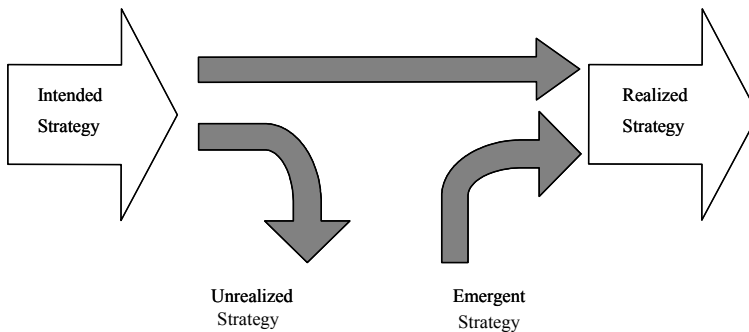 Intended
Strategy
Realized
Strategy
Unrealized
Strategy
Emergent
Strategy